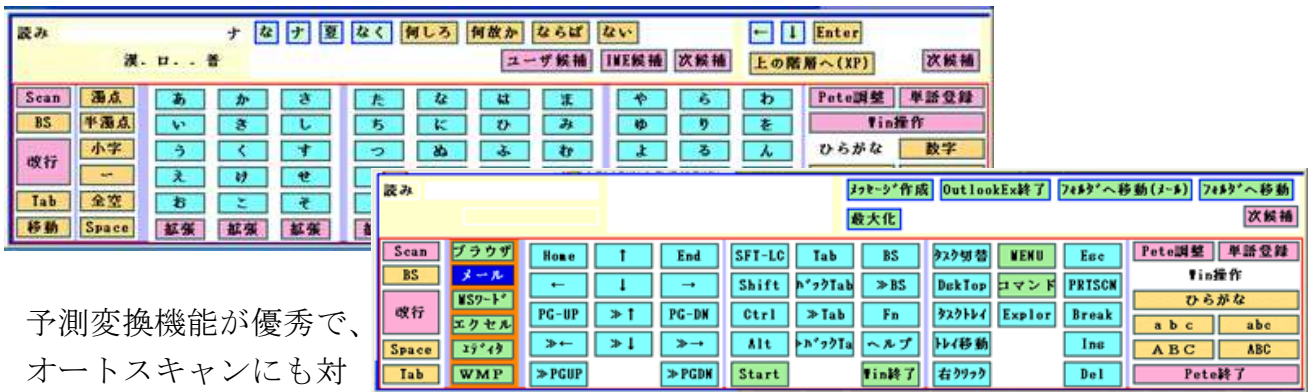 読み ナ な ナ 夏 なく 何しろ 何故か ならば ない ← ↓ Enter
漢. ロ. . 普 ユーザ候補 IME候補 次候補 上の階層へ(XP) 次候補
Scan 濁点 あ か さ た な は ま や ら わ Pete調整 単語登録
BS 半濁点 い き し ち に ひ み ゆ り を Win操作
改行 小字 う く す つ ぬ ふ む よ る ん ひらがな 数字
ー え け せ
Tab 全空 お こ そ
移動 Space 拡張 拡張 拡張
読み メッセージ作成 OutlookEx終了 フォルダへ移動(メール) フォルダへ移動
最大化 次候補
Scan ブラウザ Home ↑ End SFT-LC Tab BS タスク切替 MENU Esc Pete調整 単語登録
BS メール ← ↓ → Shift バックTab ≫BS DskTop コマンド PRTSCN Win操作
改行 MSワード PG-UP ≫↑ PG-DN Ctrl ≫Tab Fn タスクトレイ Explor Break ひらがな
エクセル ≫← ≫↓ ≫→ Alt ヘルプ トレイ移動 Ins a b c abc
Space エディタ A B C ABC
Tab WMP ≫PGUP ≫PGDN Start Win終了 右クリック Del Pete終了
予測変換機能が優秀で、
オートスキャンにも対